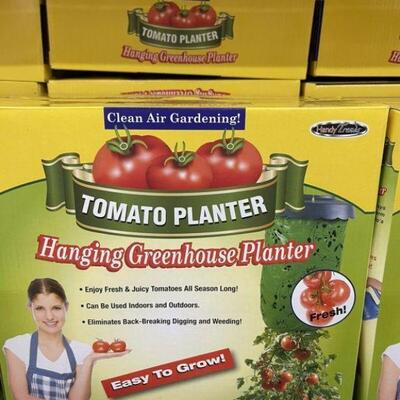 TOMATO PLANTER
Hanging Greenhouse Planter
Clean Air Gardening!
Handy Trends
TOMATO PLANTER
Hanging Greenhouse Planter
• Enjoy Fresh & Juicy Tomatoes All Season Long!
• Can Be Used Indoors and Outdoors.
• Eliminates Back-Breaking Digging and Weeding!
Fresh!
Easy To Grow!